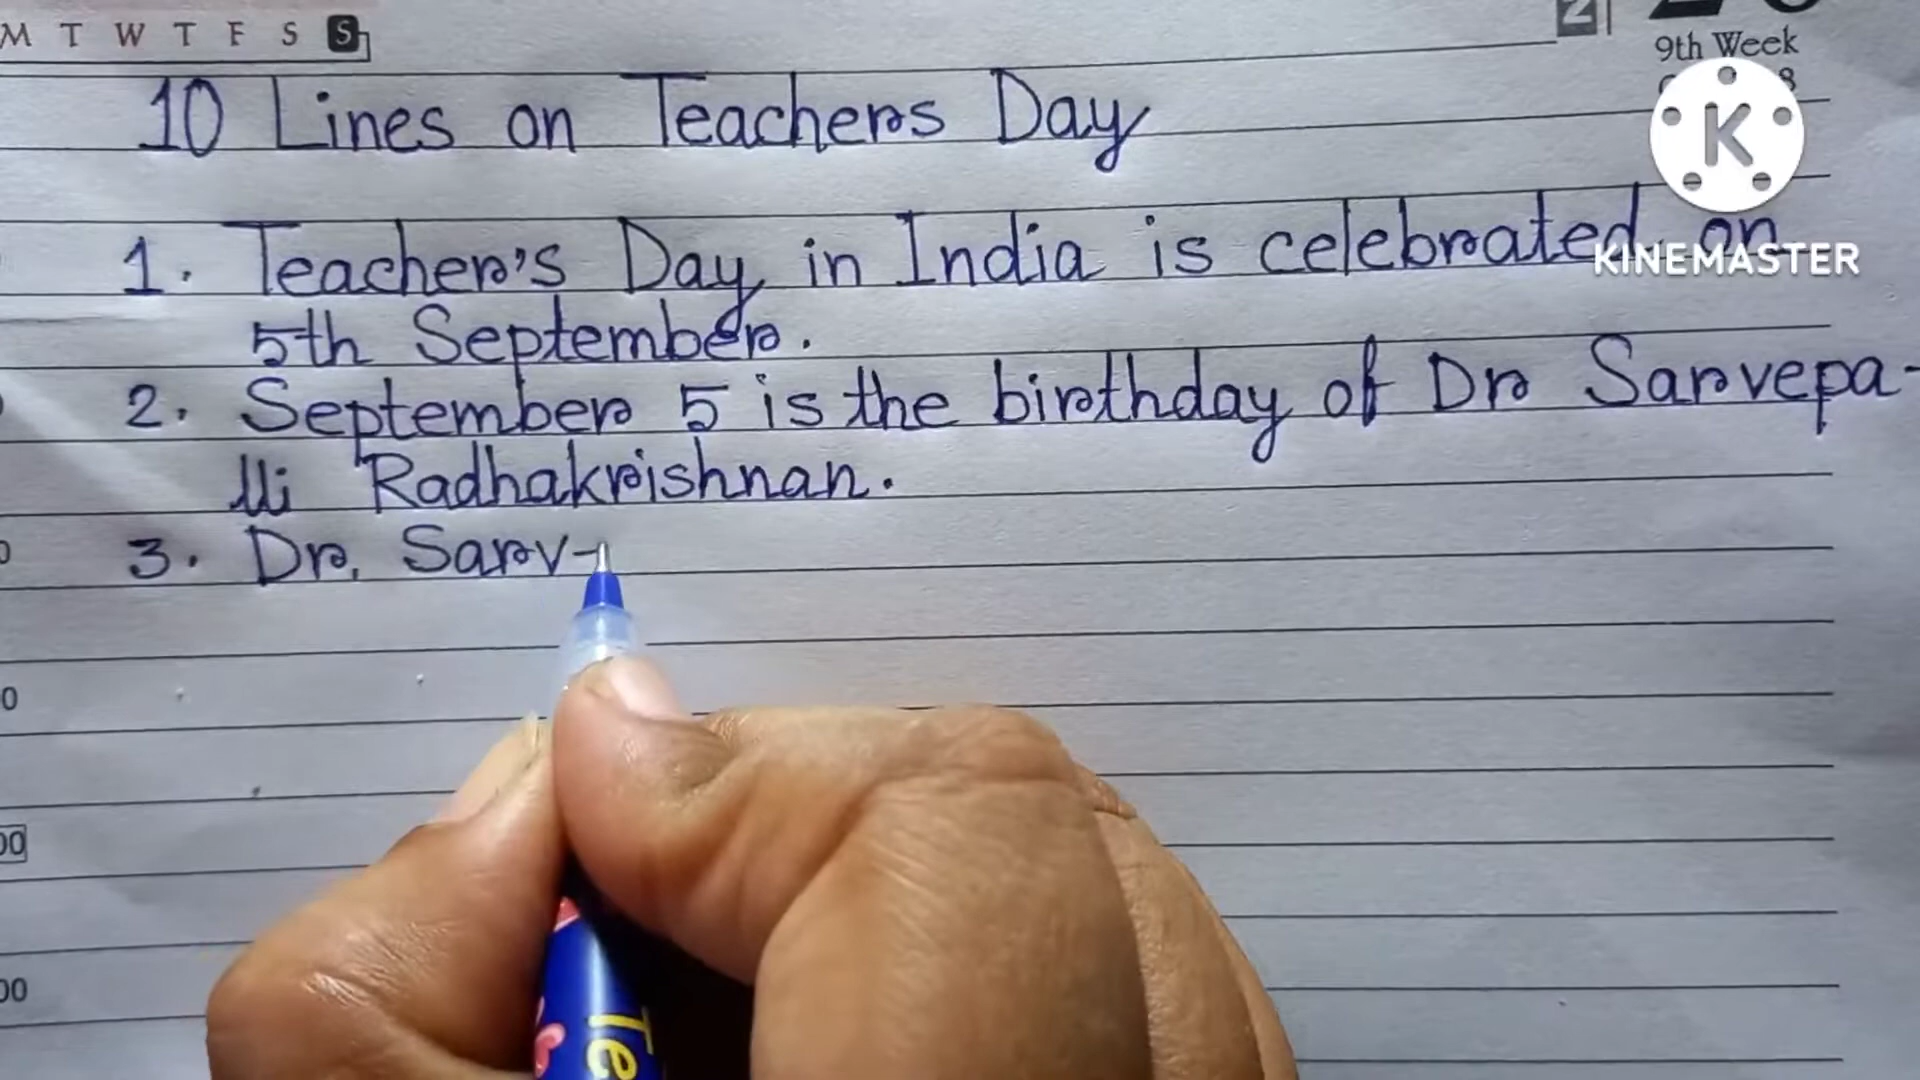 M T W T F S S
9th Week
K
KINEMASTER
10 Lines on Teachers Day
1. Teacher's Day in India is celebrated on
5th September.
2. September 5 is the birthday of Dr Sarvepa-
lli Radhakrishnan.
3. Dr. Sarv
Te